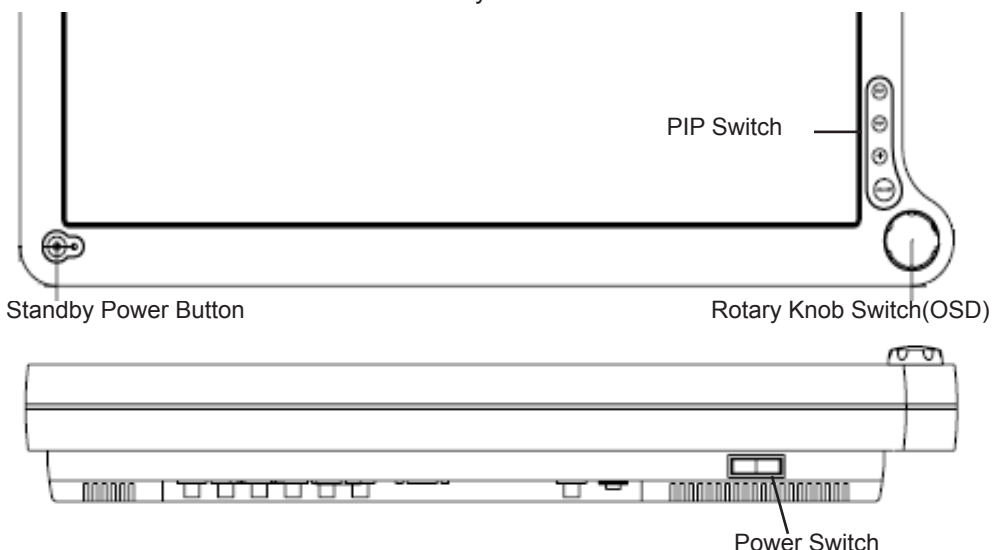 PIP Switch
Standby Power Button
Rotary Knob Switch(OSD)
Power Switch